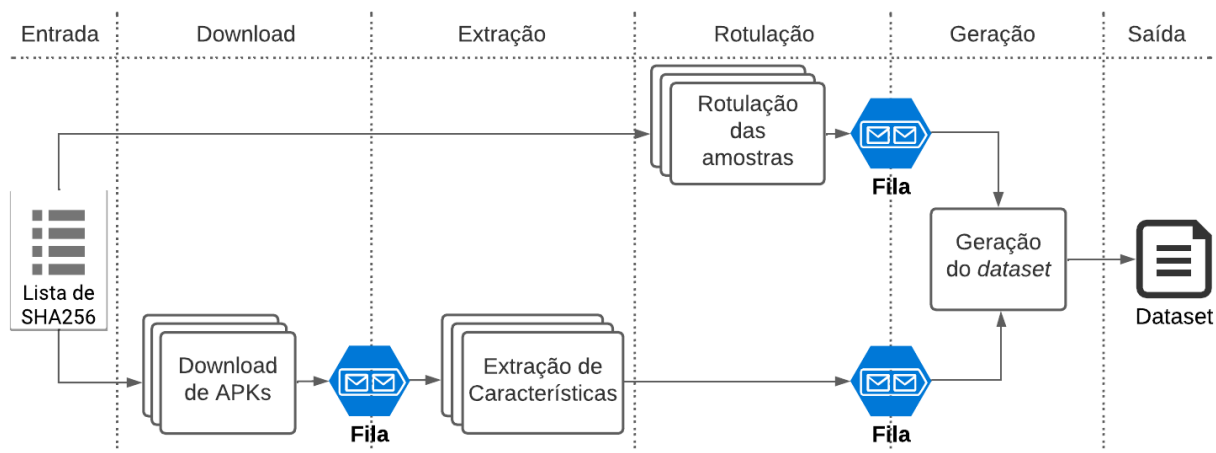 Entrada
Download
Extração
Rotulação
Geração
Saída
Rotulação
das
amostras
Fila
Lista de
SHA256
Geração
do dataset
Dataset
Download
de APKs
Fila
Extração de
Características
Fila